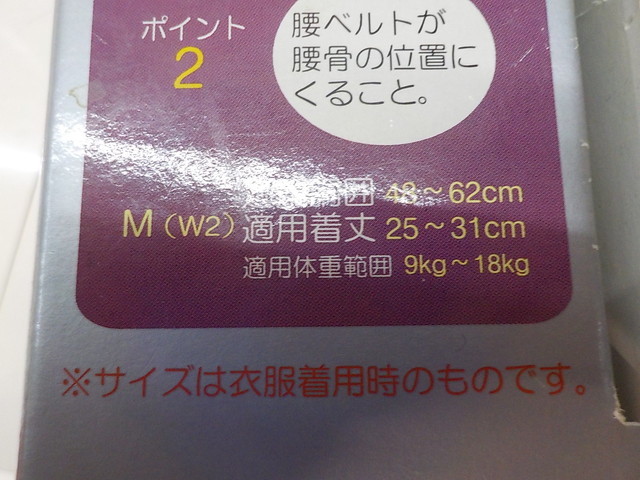 ポイント
2
腰ベルトが
腰骨の位置に
くること。
範囲 48～62cm
M（W2）適用着丈 25～31cm
適用体重範囲 9kg～18kg
※サイズは衣服着用時のものです。